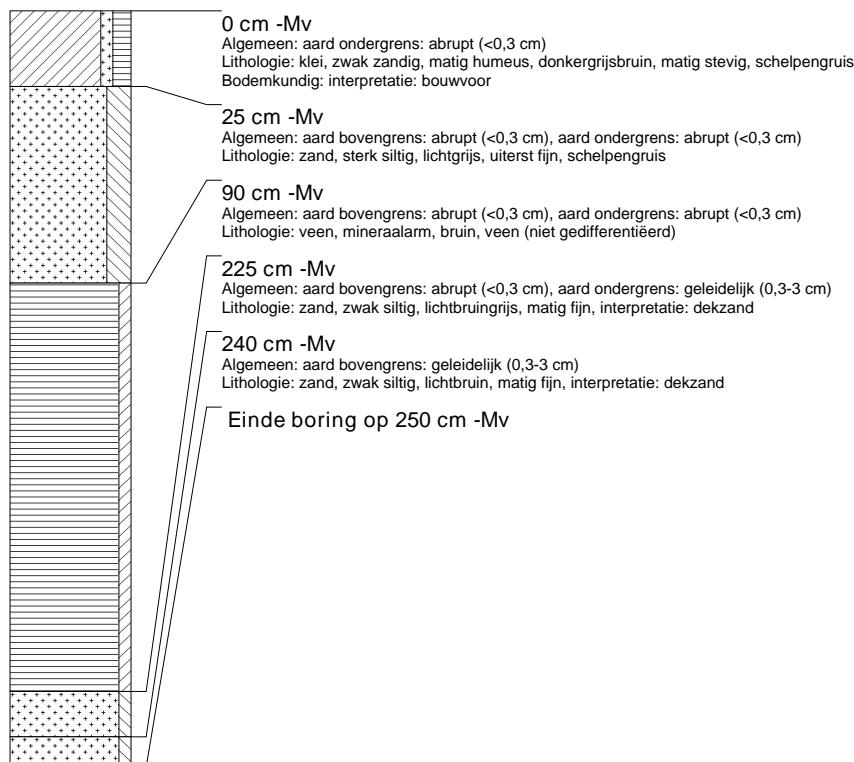 0 cm -Mv
Algemeen: aard ondergrens: abrupt (<0,3 cm)
Lithologie: klei, zwak zandig, matig humeus, donkergrijsbruin, matig stevig, schelpengruis
Bodemkundig: interpretatie: bouwvoor
25 cm -Mv
Algemeen: aard bovengrens: abrupt (<0,3 cm), aard ondergrens: abrupt (<0,3 cm)
Lithologie: zand, sterk siltig, lichtgrijs, uiterst fijn, schelpengruis
90 cm -Mv
Algemeen: aard bovengrens: abrupt (<0,3 cm), aard ondergrens: abrupt (<0,3 cm)
Lithologie: veen, mineraalarm, bruin, veen (niet gedifferentiëerd)
225 cm -Mv
Algemeen: aard bovengrens: abrupt (<0,3 cm), aard ondergrens: geleidelijk (0,3-3 cm)
Lithologie: zand, zwak siltig, lichtbruingrijs, matig fijn, interpretatie: dekzand
240 cm -Mv
Algemeen: aard bovengrens: geleidelijk (0,3-3 cm)
Lithologie: zand, zwak siltig, lichtbruin, matig fijn, interpretatie: dekzand
Einde boring op 250 cm -Mv